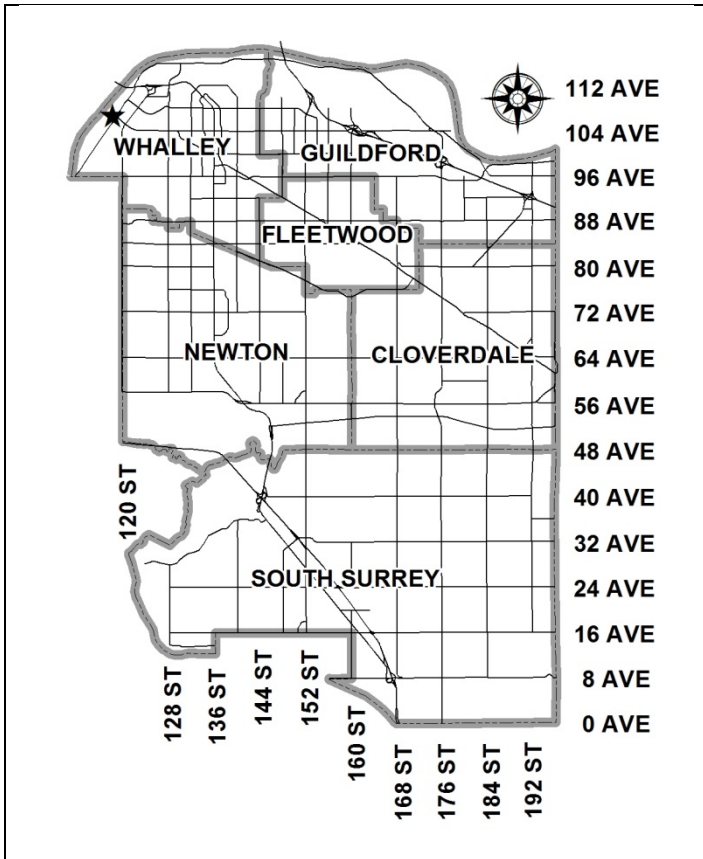 112 AVE
104 AVE
WHALLEY
GUILDFORD
96 AVE
88 AVE
FLEETWOOD
80 AVE
72 AVE
NEWTON
CLOVERDALE
64 AVE
56 AVE
48 AVE
120 ST
40 AVE
32 AVE
SOUTH SURREY
24 AVE
16 AVE
128 ST
136 ST
144 ST
152 ST
8 AVE
160 ST
0 AVE
168 ST
176 ST
184 ST
192 ST